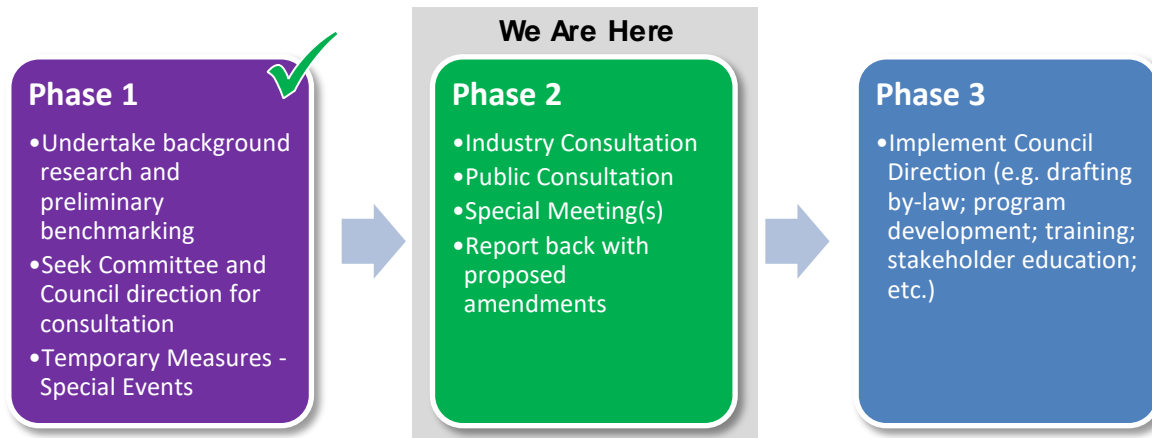 We Are Here
Phase 1
•Undertake background
research and
preliminary
benchmarking
•Seek Committee and
Council direction for
consultation
•Temporary Measures -
Special Events
Phase 2
•Industry Consultation
•Public Consultation
•Special Meeting(s)
•Report back with
proposed
amendments
Phase 3
•Implement Council
Direction (e.g. drafting
by-law; program
development; training;
stakeholder education;
etc.)